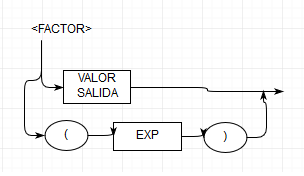 <FACTOR>
VALOR
SALIDA
( EXP )